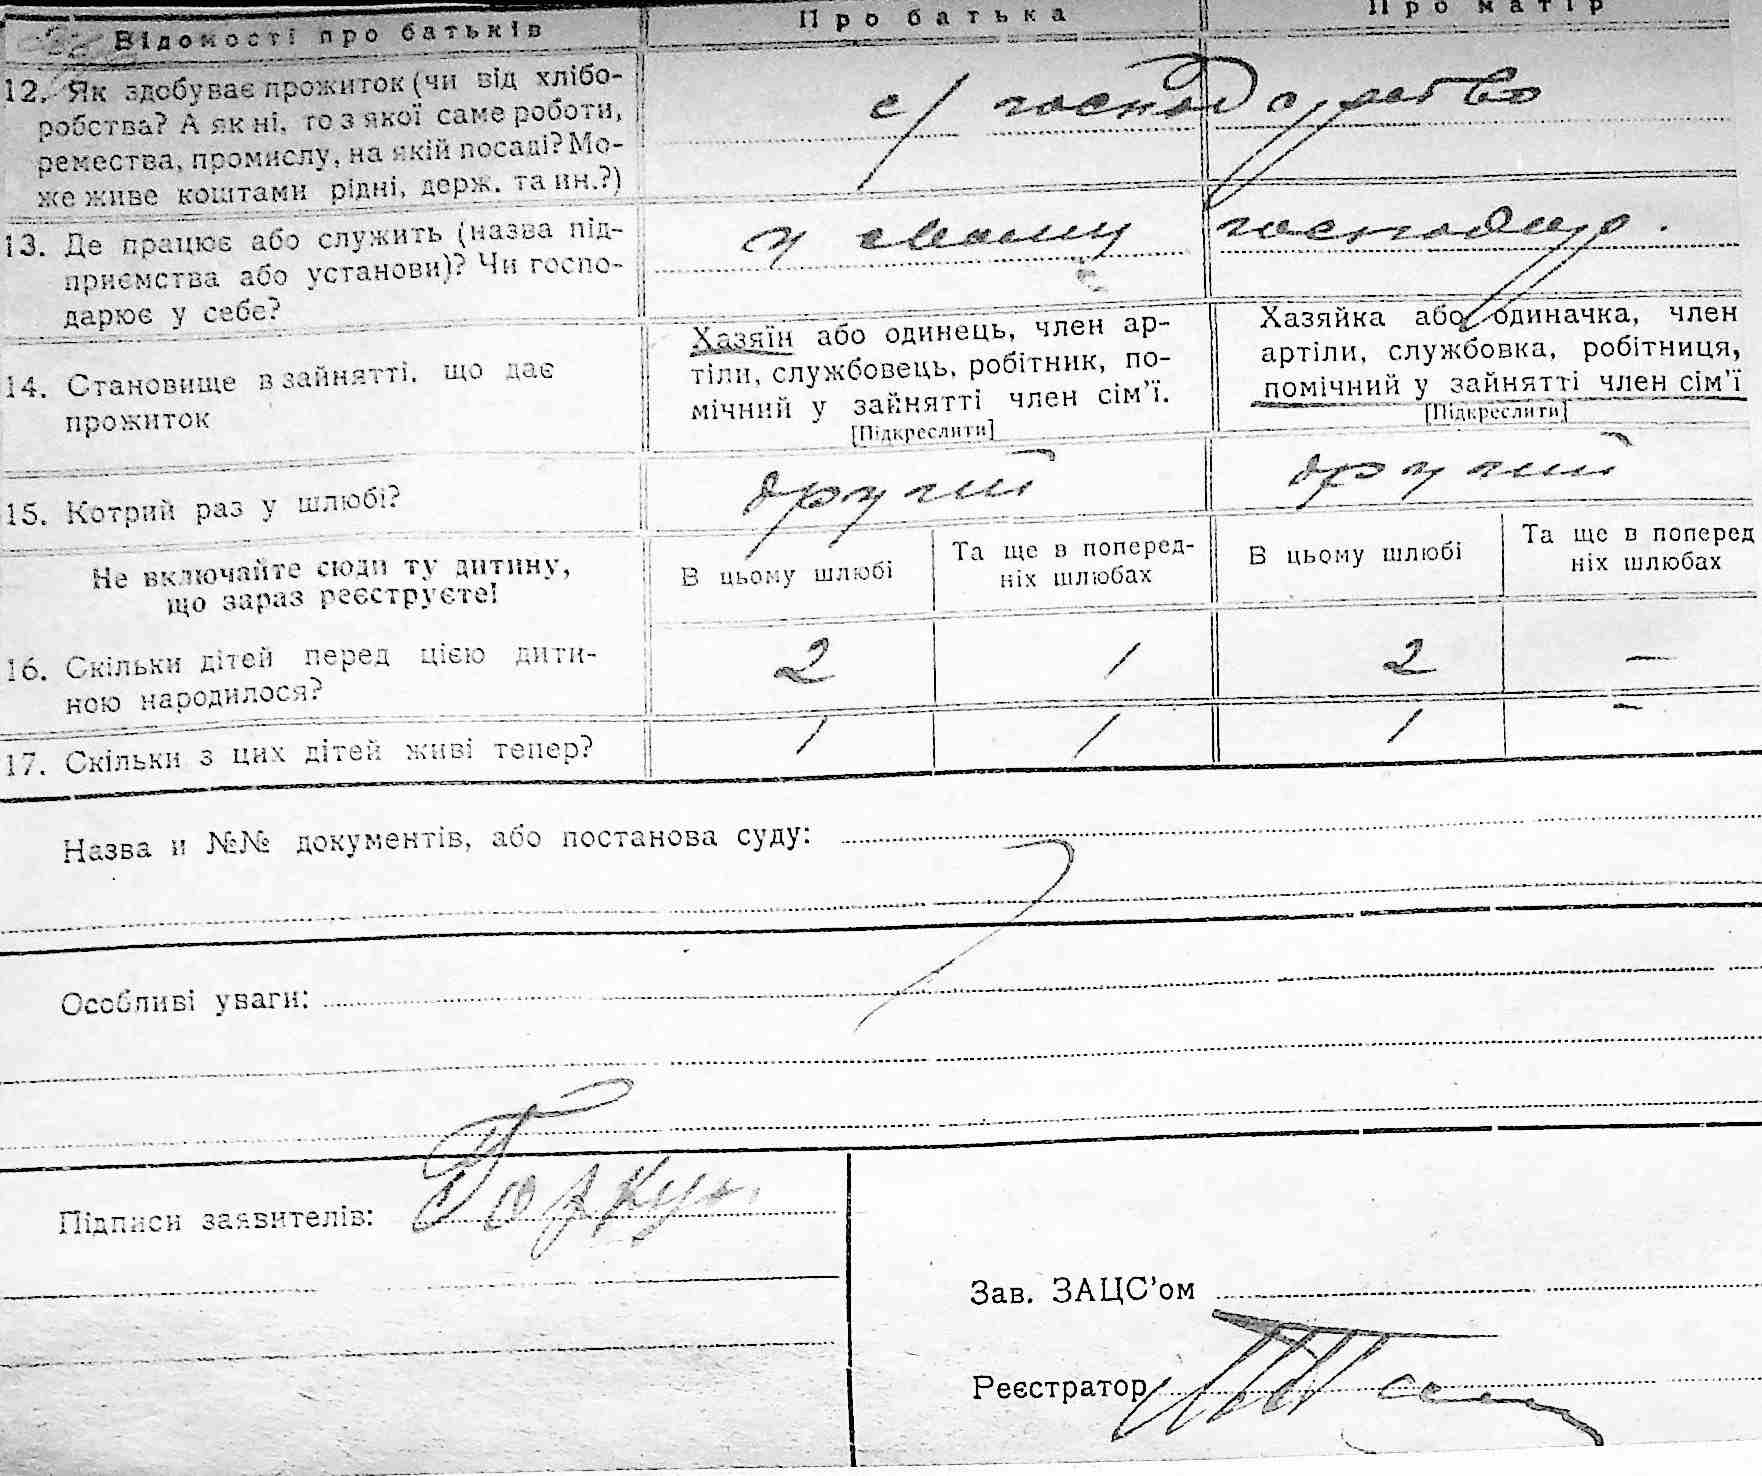 Відомості про батьків
Про батька
Про матір
12. Як здобуває прожиток (чи від хлібо-
робства? А як ні, то з якої саме роботи,
ремества, промислу, на якій посаді? Мо-
же живе коштами рідні, держ. та ин.?)
с/господарство
13. Де працює або служить (назва під-
приємства або установи)? Чи госпо-
дарює у себе?
у своему
14. Становище в зайнятті, що дає
прожиток
Хазяїн або одинець, член ар-
тіли, службовець, робітник, по-
мічний у зайнятті член сім'ї.
[Підкреслити]
Хазяйка або одиначка, член
артіли, службовка, робітниця,
помічний у зайнятті член сім'ї
[Підкреслити]
15. Котрий раз у шлюбі?
другий
другий
Не включайте сюди ту дитину,
що зараз реєструєте!
В цьому шлюбі
Та ще в поперед-
ніх шлюбах
В цьому шлюбі
Та ще в поперед
ніх шлюбах
16. Скільки дітей перед цією дити-
ною народилося?
2
1
2
—
17. Скільки з цих дітей живі тепер?
1
1
1
—
Назва и №№ документів, або постанова суду:
Особливі уваги:
Підписи заявителів:
Зав. ЗАЦС'ом
Реєстратор